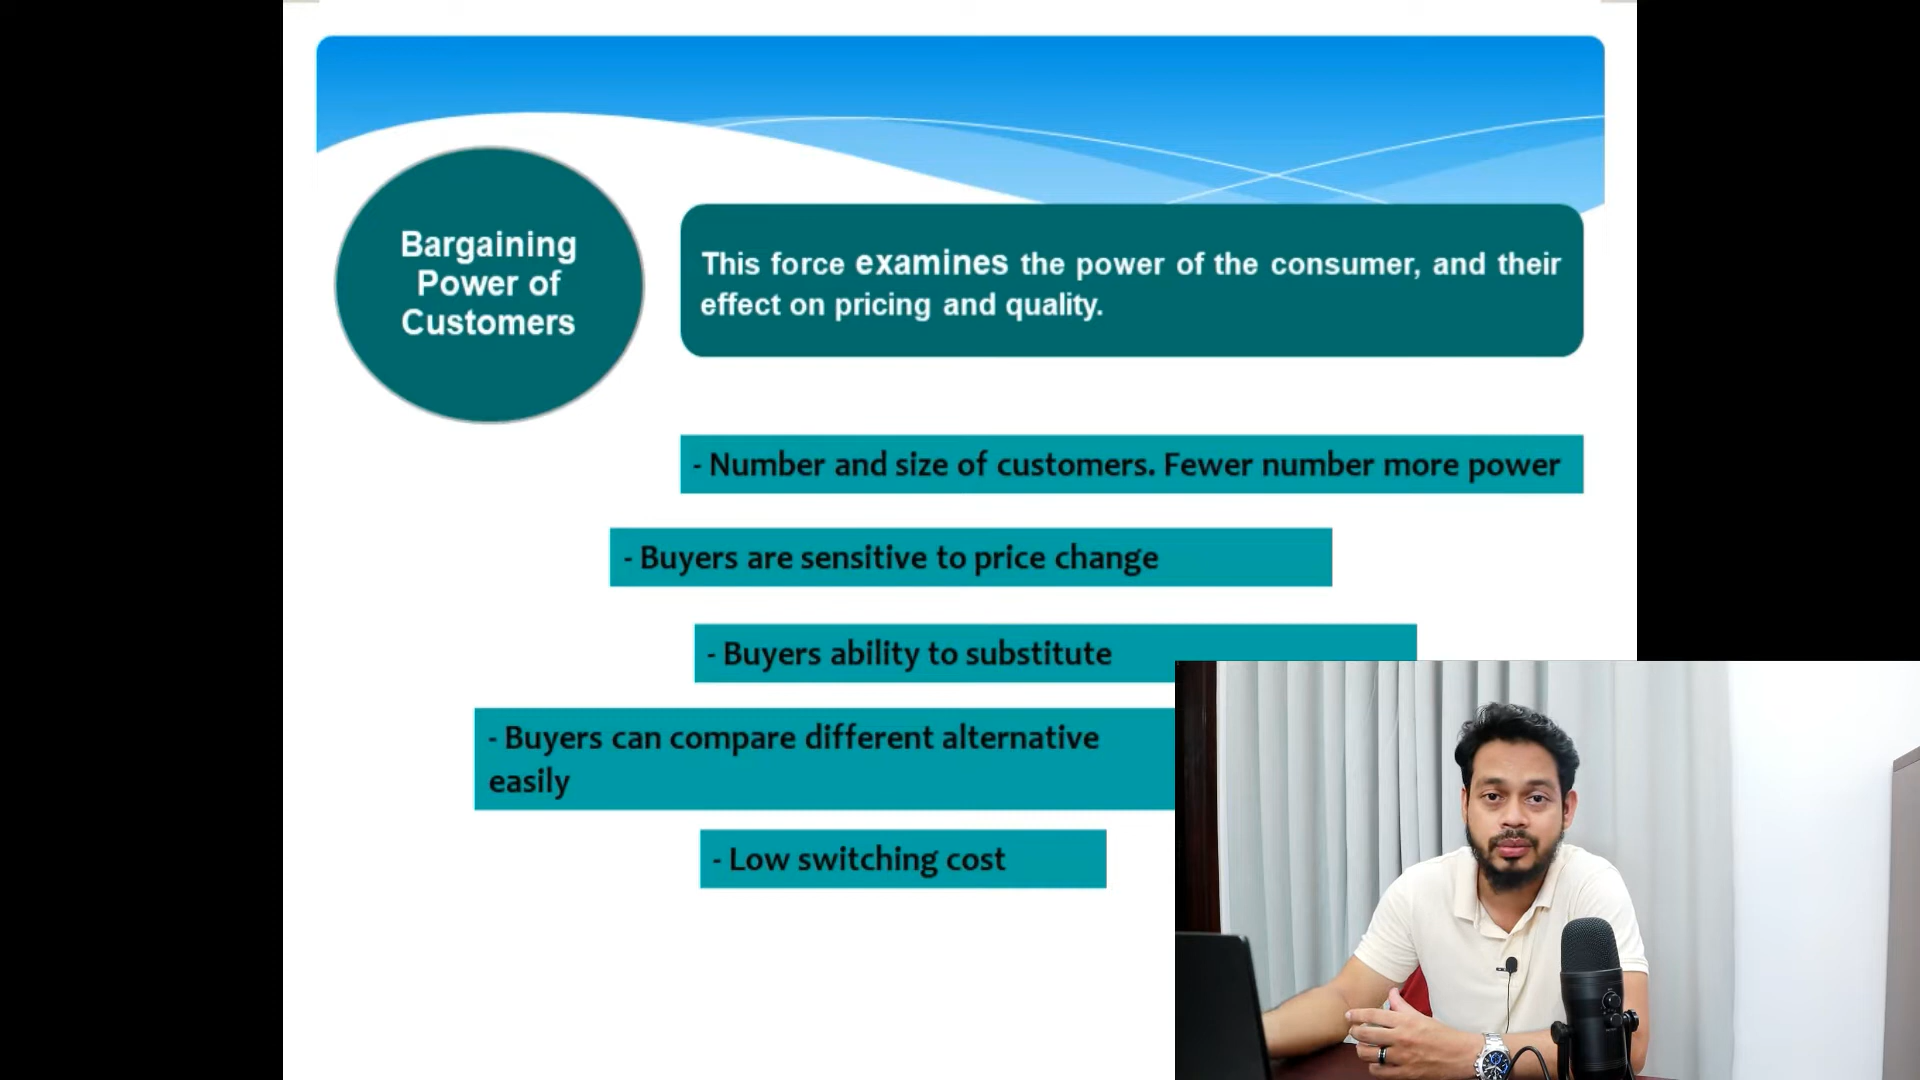 Bargaining
Power of
Customers
This force examines the power of the consumer, and their
effect on pricing and quality.
- Number and size of customers. Fewer number more power
- Buyers are sensitive to price change
- Buyers ability to substitute
- Buyers can compare different alternative
easily
- Low switching cost